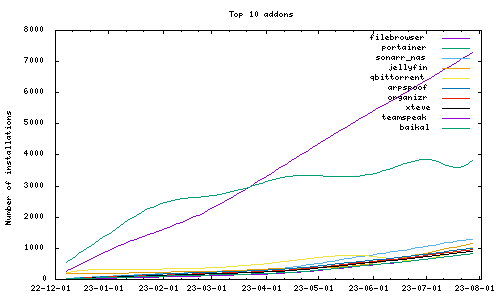 Top 10 addons
filebrowser
portainer
sonarr_nas
jellyfin
qbittorrent
arpspoof
organizr
xteve
teamspeak
baikal
Number of installations
8000
7000
6000
5000
4000
3000
2000
1000
0
22-12-01 23-01-01 23-02-01 23-03-01 23-04-01 23-05-01 23-06-01 23-07-01 23-08-01